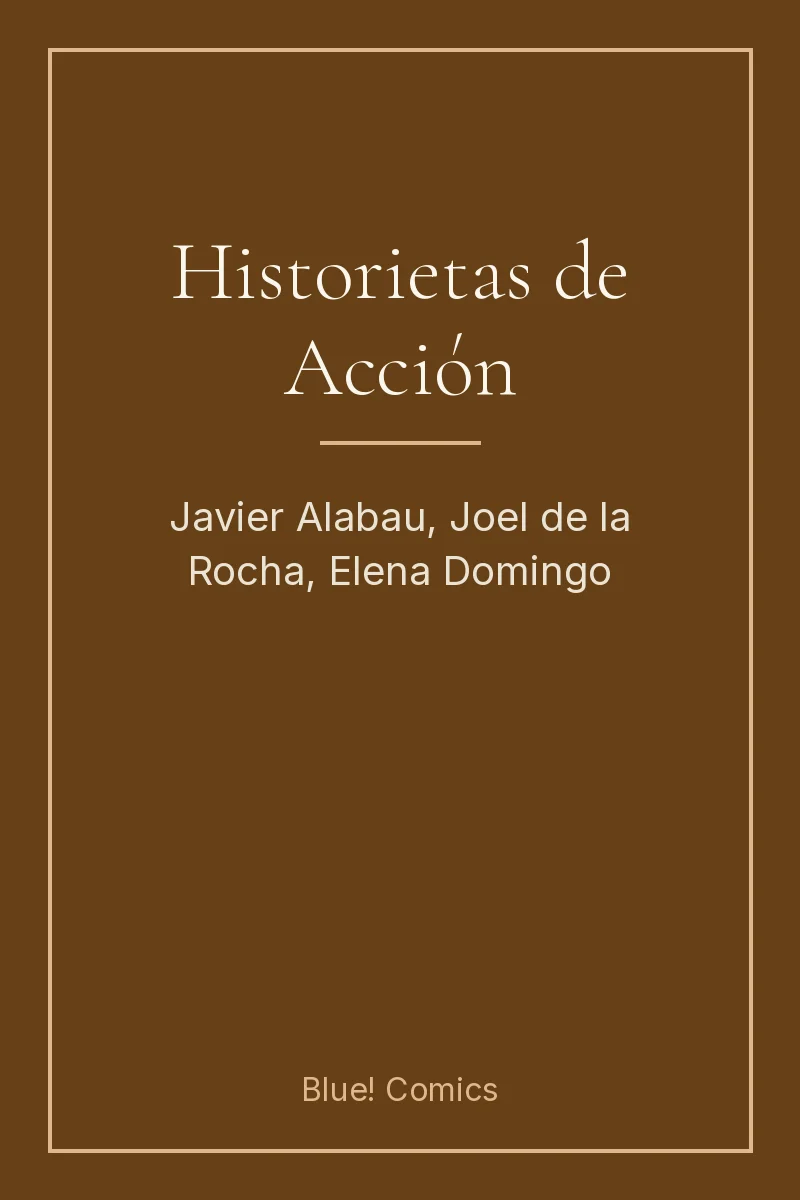 Historietas de
Acción
Javier Alabau, Joel de la
Rocha, Elena Domingo
Blue! Comics